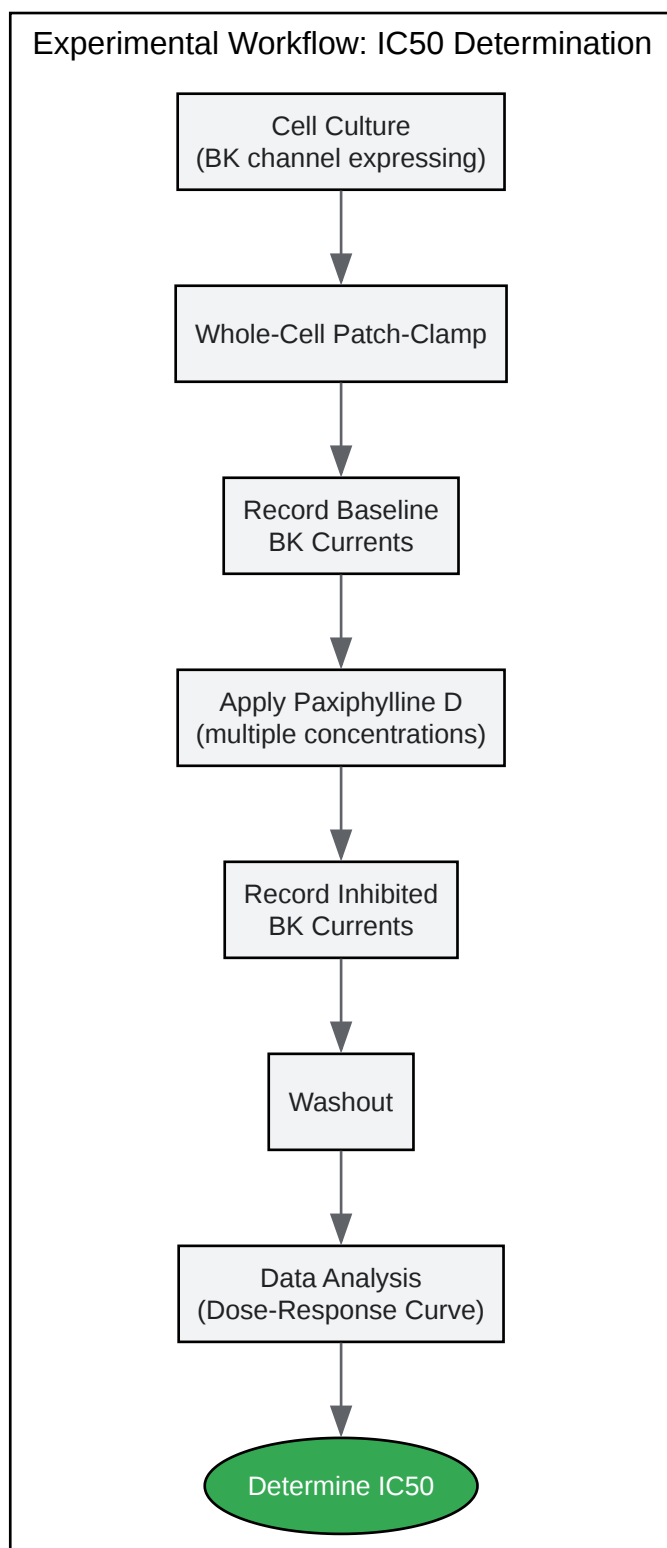 Experimental Workflow: IC50 Determination
Cell Culture
(BK channel expressing)
Whole-Cell Patch-Clamp
Record Baseline
BK Currents
Apply Paxiphylline D
(multiple concentrations)
Record Inhibited
BK Currents
Washout
Data Analysis
(Dose-Response Curve)
Determine IC50